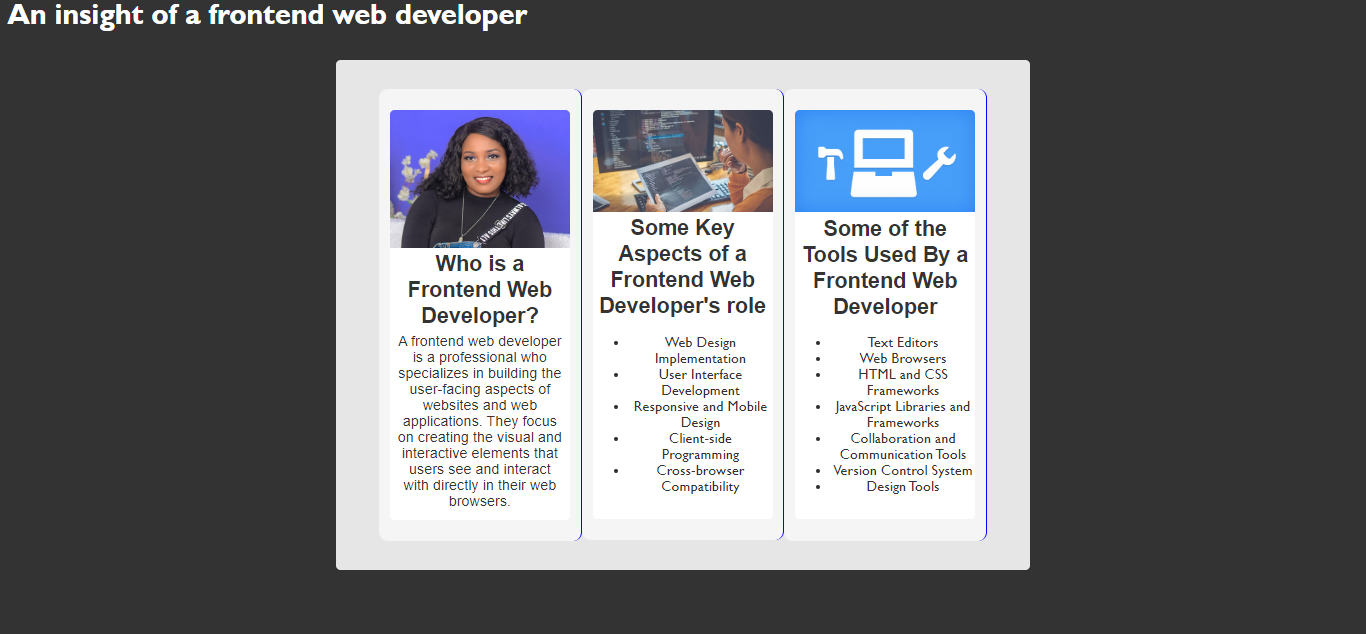 An insight of a frontend web developer
Who is a
Frontend Web
Developer?
A frontend web developer
is a professional who
specializes in building the
user-facing aspects of
websites and web
applications. They focus
on creating the visual and
interactive elements that
users see and interact
with directly in their web
browsers.
Some Key
Aspects of a
Frontend Web
Developer's role
• Web Design
Implementation
• User Interface
Development
• Responsive and Mobile
Design
• Client-side
Programming
• Cross-browser
Compatibility
Some of the
Tools Used By a
Frontend Web
Developer
• Text Editors
• Web Browsers
• HTML and CSS
Frameworks
• JavaScript Libraries and
Frameworks
• Collaboration and
Communication Tools
• Version Control System
• Design Tools